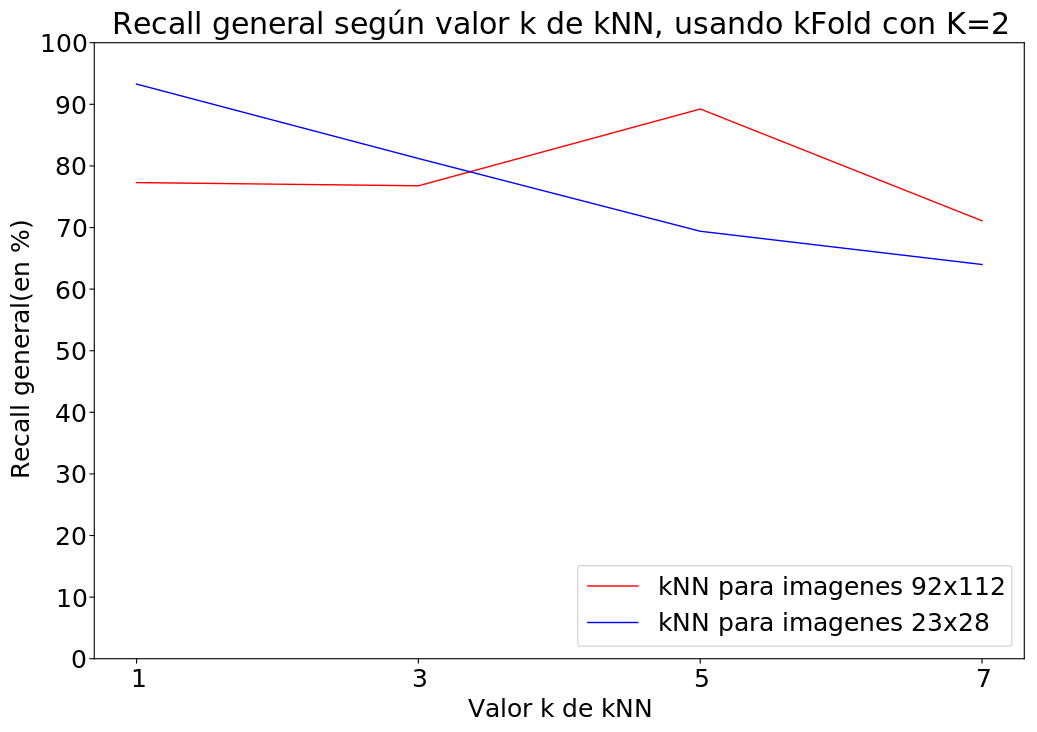 Recall general según valor k de kNN, usando kFold con K=2
100
90
80
70
60
50
40
30
20
10
0
Recall general(en %)
kNN para imagenes 92x112
kNN para imagenes 23x28
1 3 5 7
Valor k de kNN